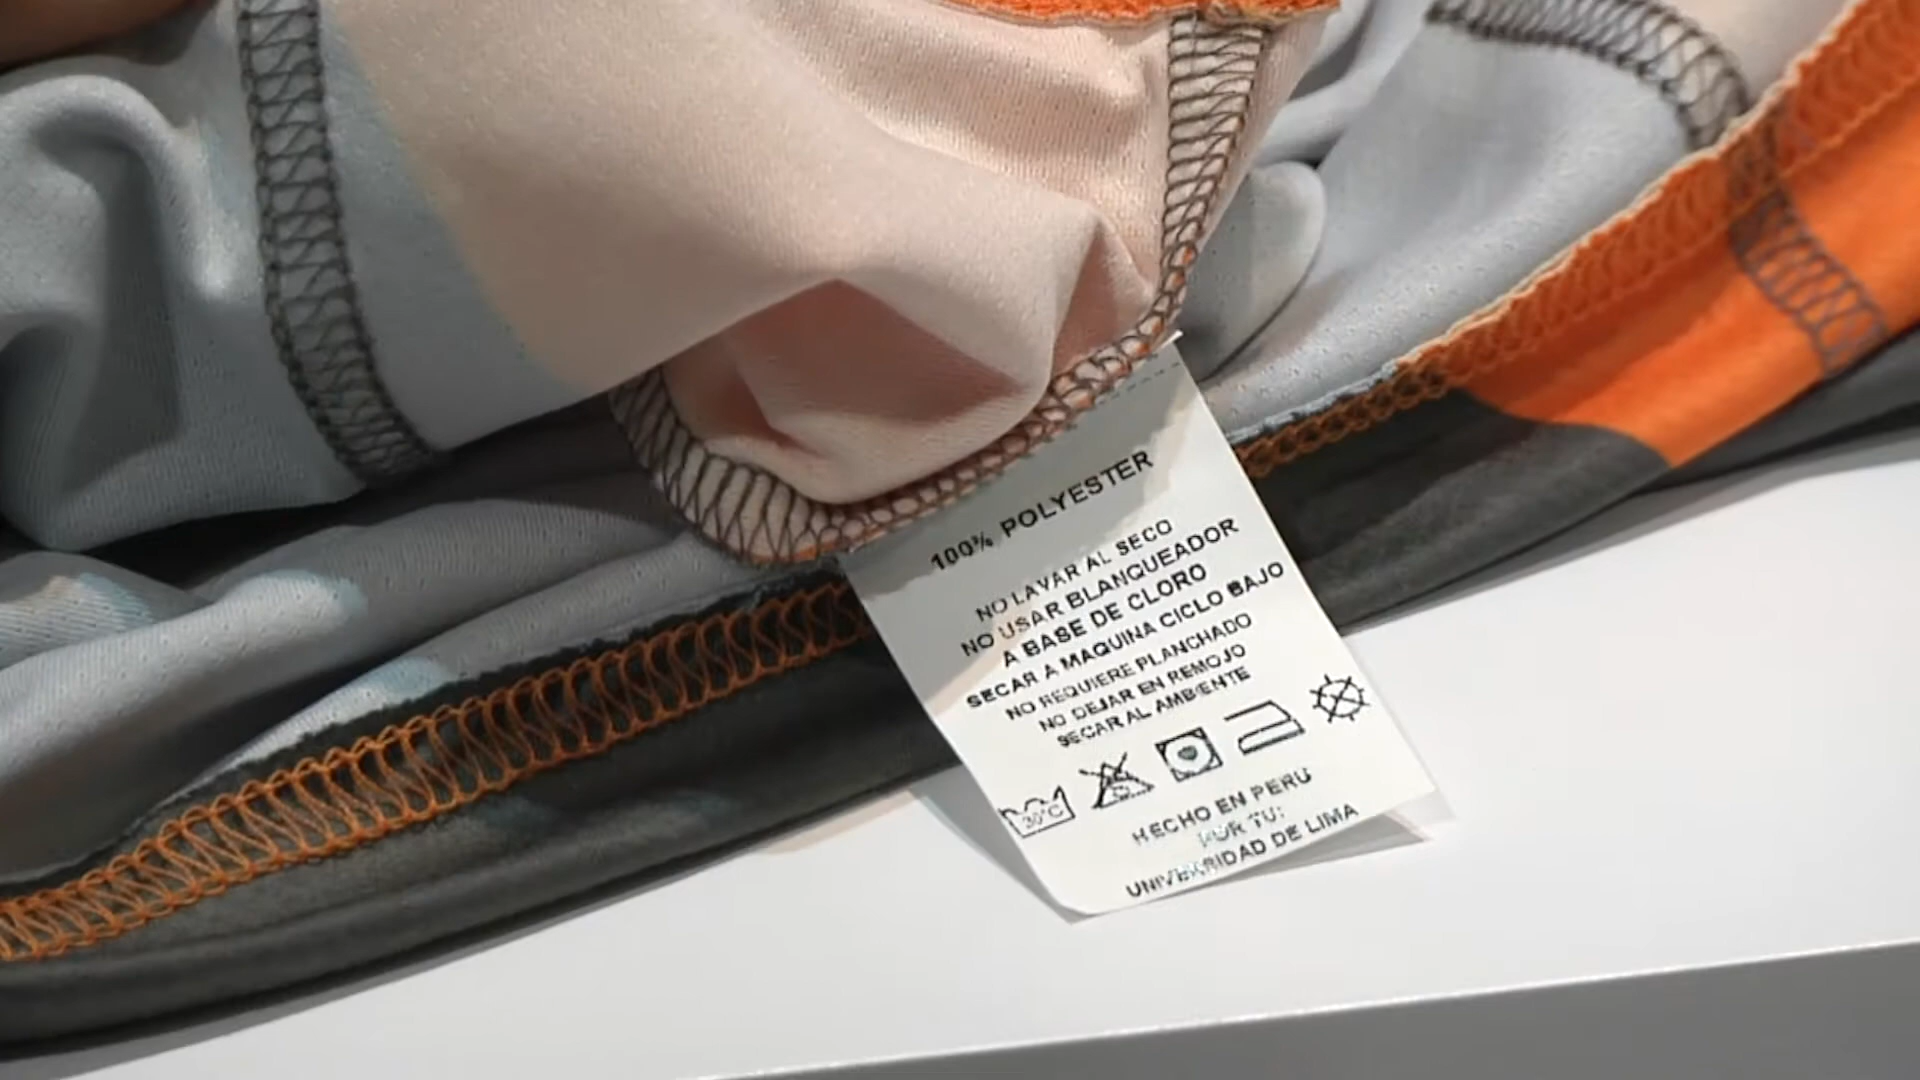 100% POLYESTER
NO LAVAR AL SECO
NO USAR BLANQUEADOR
A BASE DE CLORO
SECAR A MAQUINA CICLO BAJO
NO REQUIERE PLANCHADO
NO DEJAR EN REMOJO
SECAR AL AMBIENTE
30°C
HECHO EN PERU
POR TU:
DE LIMA